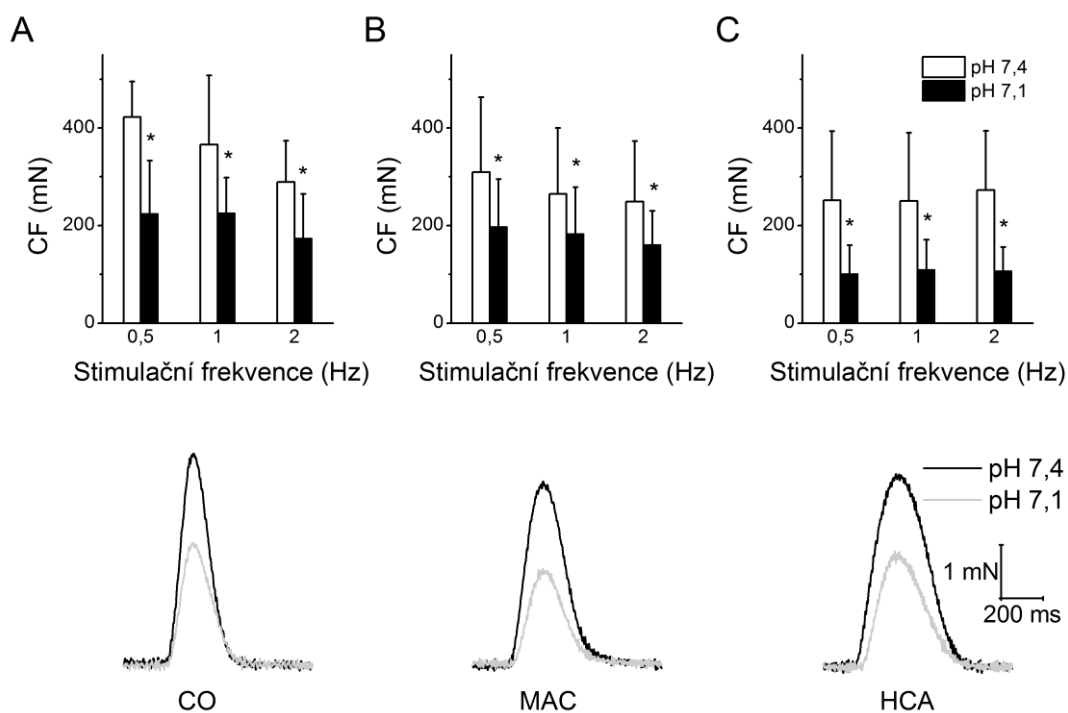 A
B
C
pH 7,4
pH 7,1
CF (mN)
400
200
0
*
*
*
0,5
1
2
Stimulační frekvence (Hz)
CF (mN)
400
200
0
*
*
*
0,5
1
2
Stimulační frekvence (Hz)
CF (mN)
400
200
0
*
*
*
0,5
1
2
Stimulační frekvence (Hz)
pH 7,4
pH 7,1
1 mN
200 ms
CO
MAC
HCA